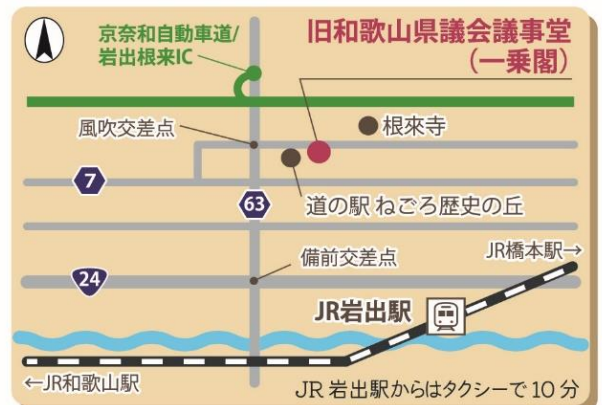 京奈和自動車道/
岩出根来IC
旧和歌山県議会議事堂
(一乗閣)
風吹交差点
根來寺
7
63
道の駅 ねごろ歴史の丘
備前交差点
JR橋本駅→
24
JR岩出駅
←JR和歌山駅
JR 岩出駅からはタクシーで 10 分